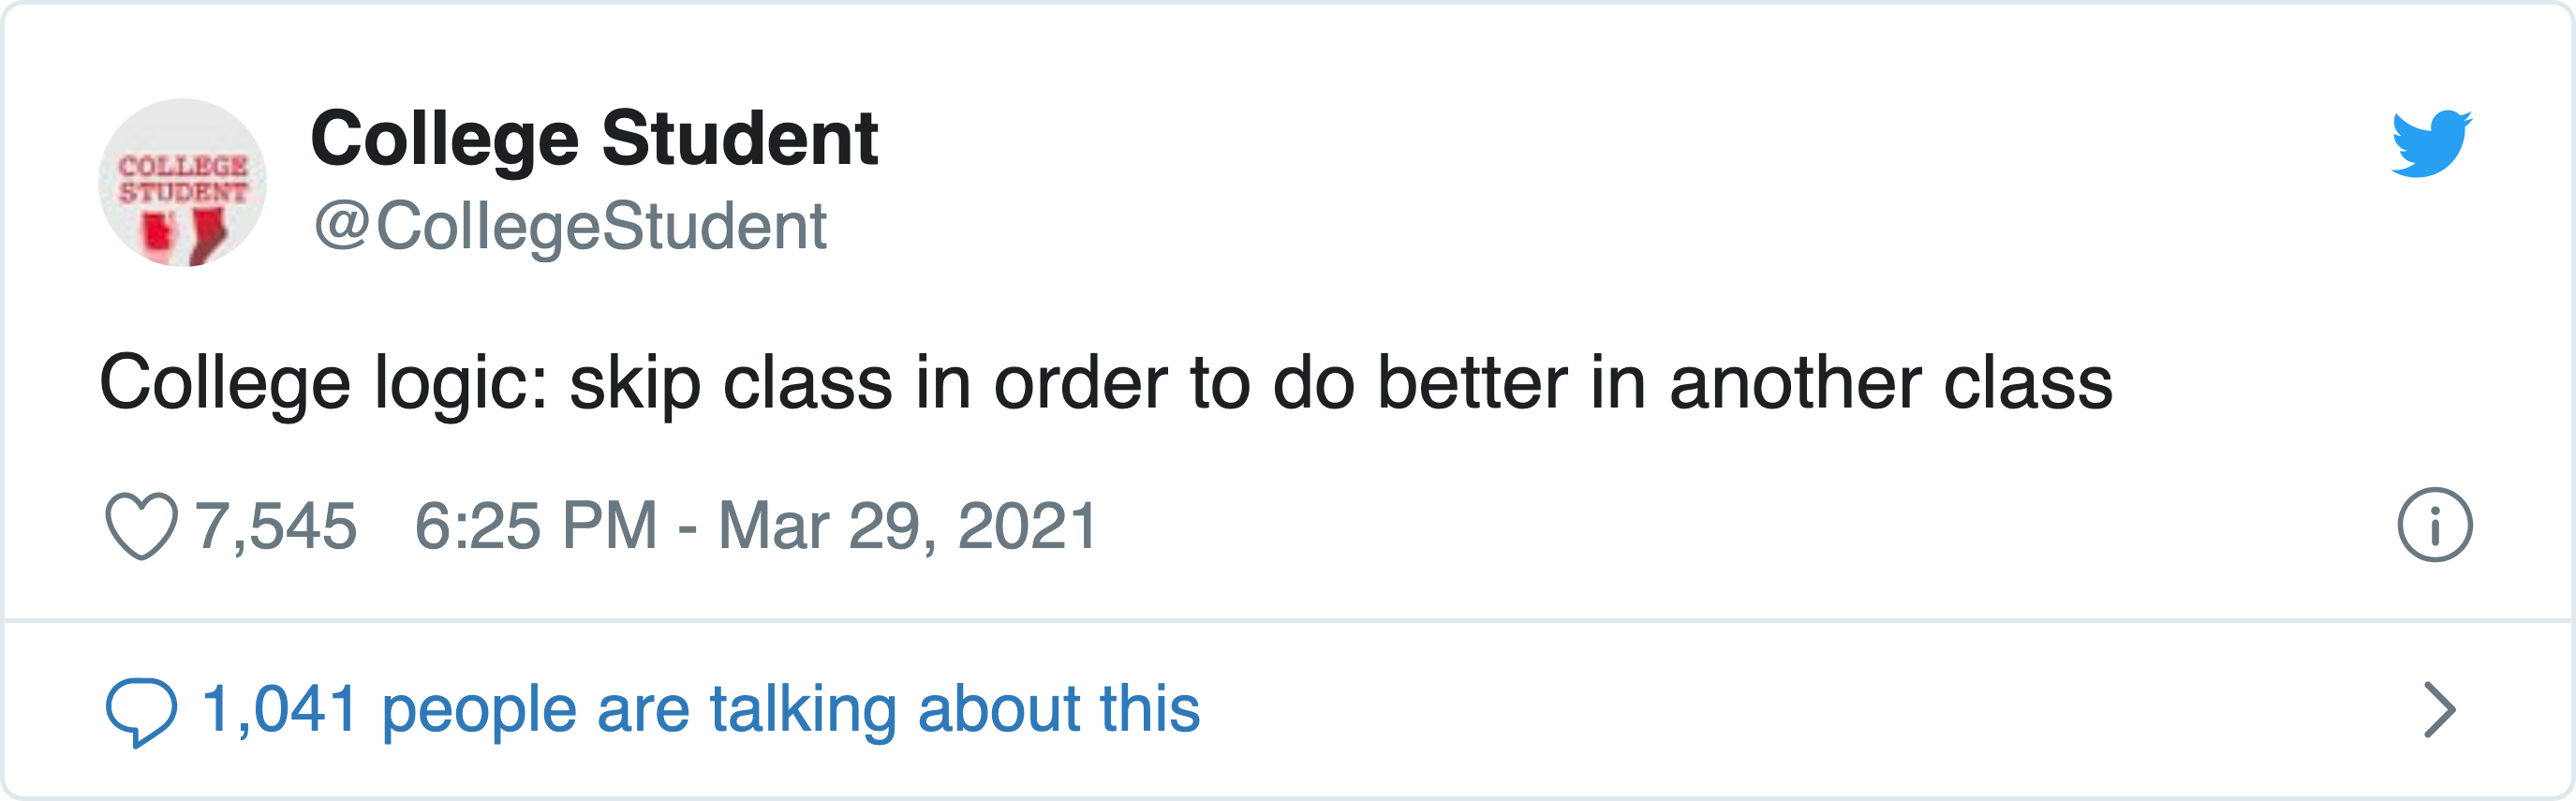 COLLEGE
STUDENT
College Student
@CollegeStudent
College logic: skip class in order to do better in another class
7,545 6:25 PM - Mar 29, 2021
1,041 people are talking about this